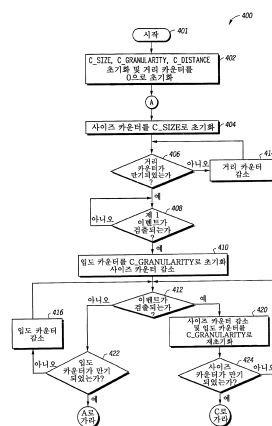 400
시작
401
C_SIZE, C_GRANULARITY, C_DISTANCE
초기화 및 거리 카운터를
0으로 초기화
402
A
사이즈 카운터를 C_SIZE로 초기화
404
406
거리
카운터가
만기되었는가
?
아니오
414
거리 카운터
감소
예
408
제 1
이벤트가
검출되는가
?
아니오
예
410
입도 카운터를 C_GRANULARITY로 초기화
사이즈 카운터 감소
412
이벤트가
검출되는가
?
아니오
예
416
입도 카운터
감소
420
사이즈 카운터 감소
및 입도 카운터를
C_GRANULARITY로
재초기화
아니오
422
입도
카운터가 만기
되었는가?
424
사이즈
카운터가 만기
되었는가?
예
예
A로
가라
C로
가라